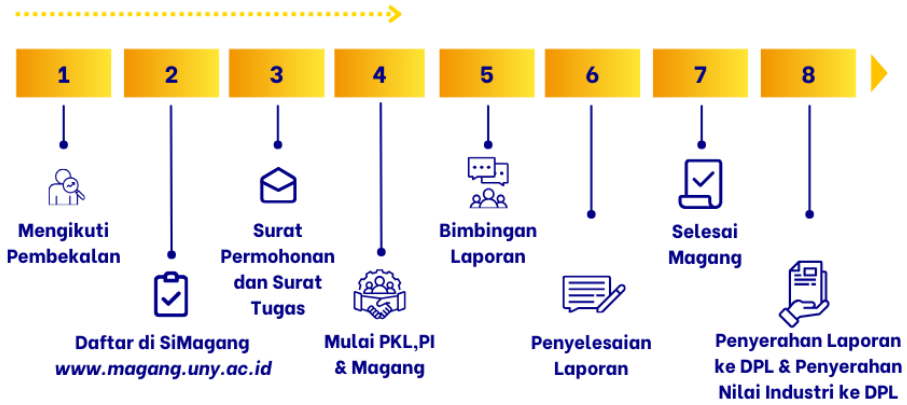 1 2 3 4 5 6 7 8
Mengikuti
Pembekalan
Daftar di SiMagang
www.magang.uny.ac.id
Surat
Permohonan
dan Surat
Tugas
Mulai PKL,PI
& Magang
Bimbingan
Laporan
Penyelesaian
Laporan
Selesai
Magang
Penyerahan Laporan
ke DPL & Penyerahan
Nilai Industri ke DPL